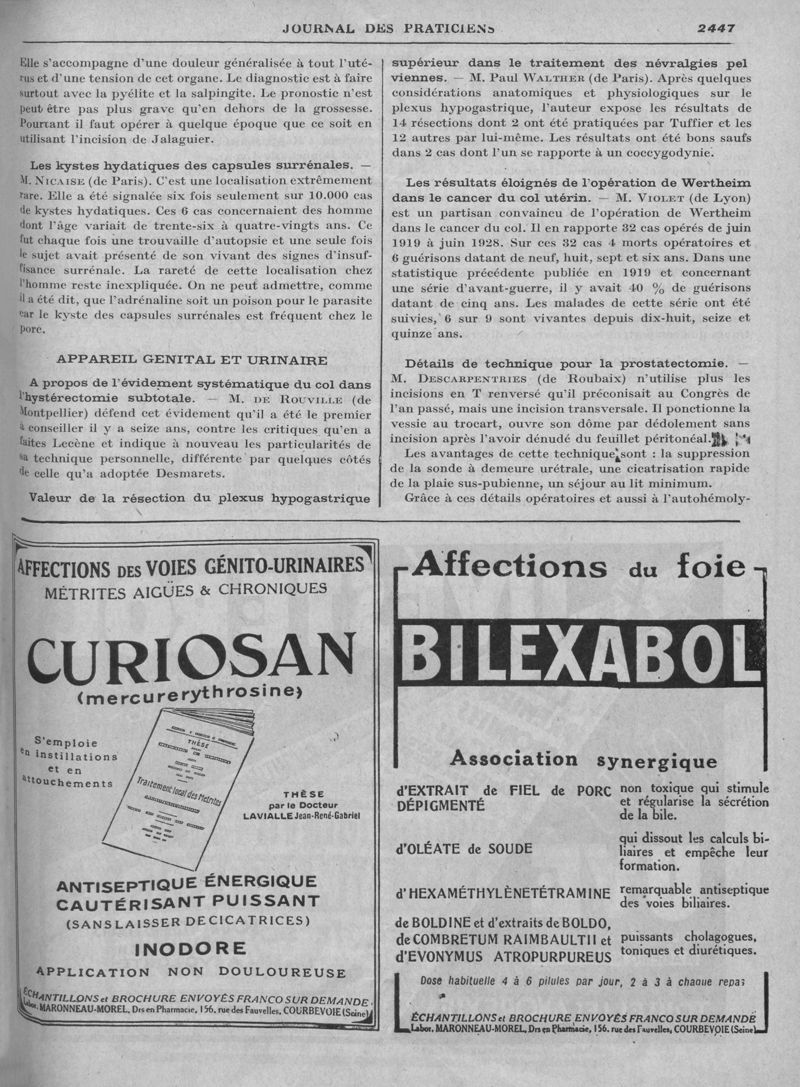 JOURNAL DES PRATICIENS
2447
Elle s'accompagne d'une douleur généralisée à tout l'uté-
rus et d'une tension de cet organe. Le diagnostic est à faire
surtout avec la pyélite et la salpingite. Le pronostic n'est
peut être pas plus grave qu'en dehors de la grossesse.
Pourtant il faut opérer à quelque époque que ce soit en
utilisant l'incision de Jalaguier.
Les kystes hydatiques des capsules surrénales. —
M. NICAISE (de Paris). C'est une localisation extrêmement
rare. Elle a été signalée six fois seulement sur 10.000 cas
de kystes hydatiques. Ces 6 cas concernaient des homme
dont l'âge variait de trente-six à quatre-vingts ans. Ce
fut chaque fois une trouvaille d'autopsie et une seule fois
le sujet avait présenté de son vivant des signes d'insuf-
fisance surrénale. La rareté de cette localisation chez
l'homme reste inexpliquée. On ne peut admettre, comme
il a été dit, que l'adrénaline soit un poison pour le parasite
car le kyste des capsules surrénales est fréquent chez le
porc.
APPAREIL GENITAL ET URINAIRE
A propos de l'évidement systématique du col dans
l'hystérectomie subtotale. — M. DE ROUVILLE (de
Montpellier) défend cet évidement qu'il a été le premier
à conseiller il y a seize ans, contre les critiques qu'en a
faites Lecène et indique à nouveau les particularités de
sa technique personnelle, différente par quelques côtés
de celle qu'a adoptée Desmarets.
Valeur de la résection du plexus hypogastrique
supérieur dans le traitement des névralgies pel
viennes. — M. Paul WALTHER (de Paris). Après quelques
considérations anatomiques et physiologiques sur le
plexus hypogastrique, l'auteur expose les résultats de
14 résections dont 2 ont été pratiquées par Tuffier et les
12 autres par lui-même. Les résultats ont été bons saufs
dans 2 cas dont l'un se rapporte à un coccygodynie.
Les résultats éloignés de l'opération de Wertheim
dans le cancer du col utérin. — M. VIOLET (de Lyon)
est un partisan convaincu de l'opération de Wertheim
dans le cancer du col. Il en rapporte 32 cas opérés de juin
1919 à juin 1928. Sur ces 32 cas 4 morts opératoires et
6 guérisons datant de neuf, huit, sept et six ans. Dans une
statistique précédente publiée en 1919 et concernant
une série d'avant-guerre, il y avait 40 % de guérisons
datant de cinq ans. Les malades de cette série ont été
suivies, 6 sur 9 sont vivantes depuis dix-huit, seize et
quinze ans.
Détails de technique pour la prostatectomie. —
M. DESCARPENTRIES (de Roubaix) n'utilise plus les
incisions en T renversé qu'il préconisait au Congrès de
l'an passé, mais une incision transversale. Il ponctionne la
vessie au trocart, ouvre son dôme par dédolement sans
incision après l'avoir dénudé du feuillet péritonéal.
Les avantages de cette technique sont : la suppression
de la sonde à demeure urétrale, une cicatrisation rapide
de la plaie sus-pubienne, un séjour au lit minimum.
Grâce à ces détails opératoires et aussi à l'autohémoly-
AFFECTIONS DES VOIES GÉNITO-URINAIRES
MÉTRITES AIGÜES & CHRONIQUES
CURIOSAN
(mercurerythrosine)
S'emploie
en instillations
et en
attouchements
THÈSE
Traitement local des Métrites
THÈSE
par le Docteur
LAVIALLE Jean-René-Gabriel
ANTISEPTIQUE ÉNERGIQUE
CAUTÉRISANT PUISSANT
(SANS LAISSER DE CICATRICES)
INODORE
APPLICATION NON DOULOUREUSE
ÉCHANTILLONS et BROCHURE ENVOYÉS FRANCO SUR DEMANDE.
Labor. MARONNEAU-MOREL, Drs en Pharmacie, 156, rue des Fauvelles, COURBEVOIE (Seine)
Affections du foie
BILEXABOL
Association synergique
d'EXTRAIT de FIEL de PORC
DÉPIGMENTÉ
non toxique qui stimule
et régularise la sécrétion
de la bile.
d'OLÉATE de SOUDE
qui dissout les calculs bi-
liaires et empêche leur
formation.
d'HEXAMÉTHYLÈNETÉTRAMINE
remarquable antiseptique
des voies biliaires.
de BOLDINE et d'extraits de BOLDO,
de COMBRETUM RAIMBAULTII et
d'EVONYMUS ATROPURPUREUS
puissants cholagogues,
toniques et diurétiques.
Dose habituelle 4 à 6 pilules par jour, 2 à 3 à chaque repas
ÉCHANTILLONS et BROCHURE ENVOYÉS FRANCO SUR DEMANDE
Labor. MARONNEAU-MOREL, Drs en Pharmacie, 156, rue des Fauvelles, COURBEVOIE (Seine)